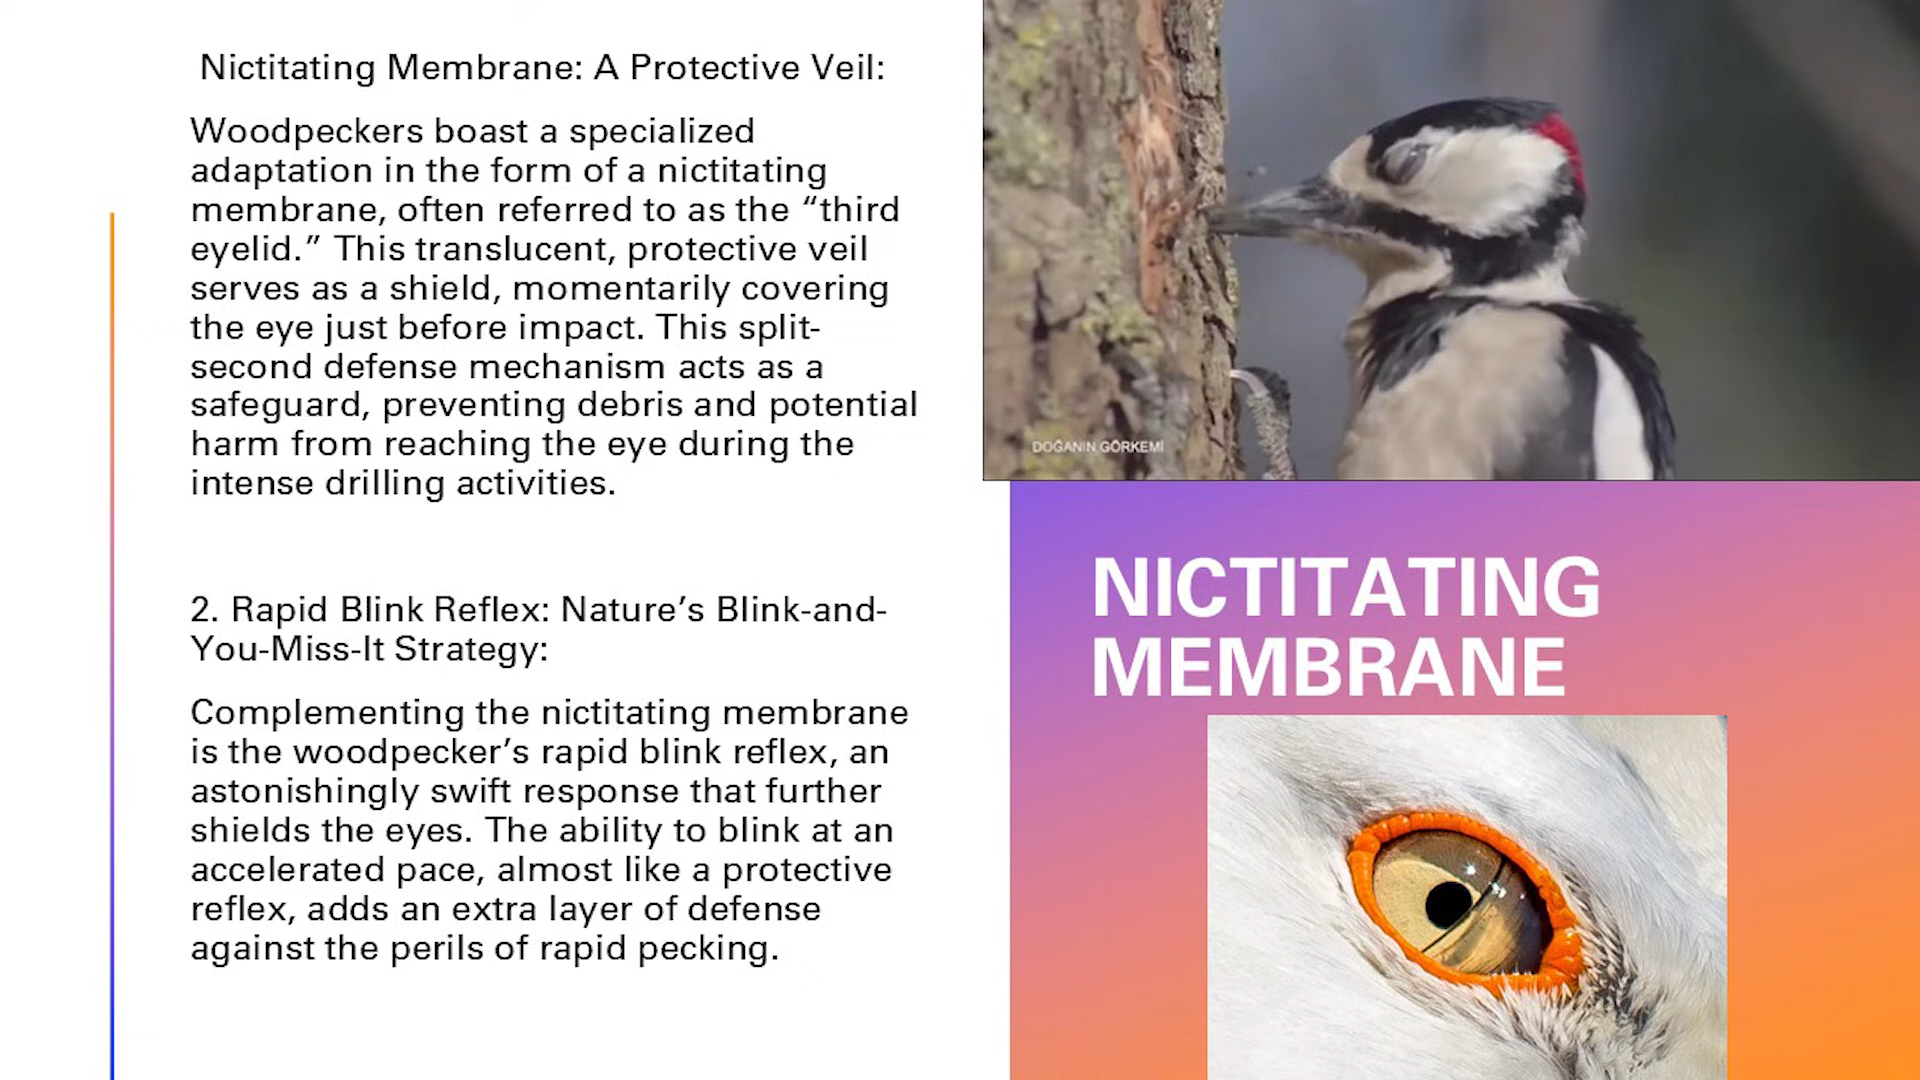 Nictitating Membrane: A Protective Veil:
Woodpeckers boast a specialized
adaptation in the form of a nictitating
membrane, often referred to as the “third
eyelid.” This translucent, protective veil
serves as a shield, momentarily covering
the eye just before impact. This split-
second defense mechanism acts as a
safeguard, preventing debris and potential
harm from reaching the eye during the
intense drilling activities.
2. Rapid Blink Reflex: Nature’s Blink-and-
You-Miss-It Strategy:
Complementing the nictitating membrane
is the woodpecker’s rapid blink reflex, an
astonishingly swift response that further
shields the eyes. The ability to blink at an
accelerated pace, almost like a protective
reflex, adds an extra layer of defense
against the perils of rapid pecking.
DOĞANIN GÖRKEMİ
NICTITATING
MEMBRANE